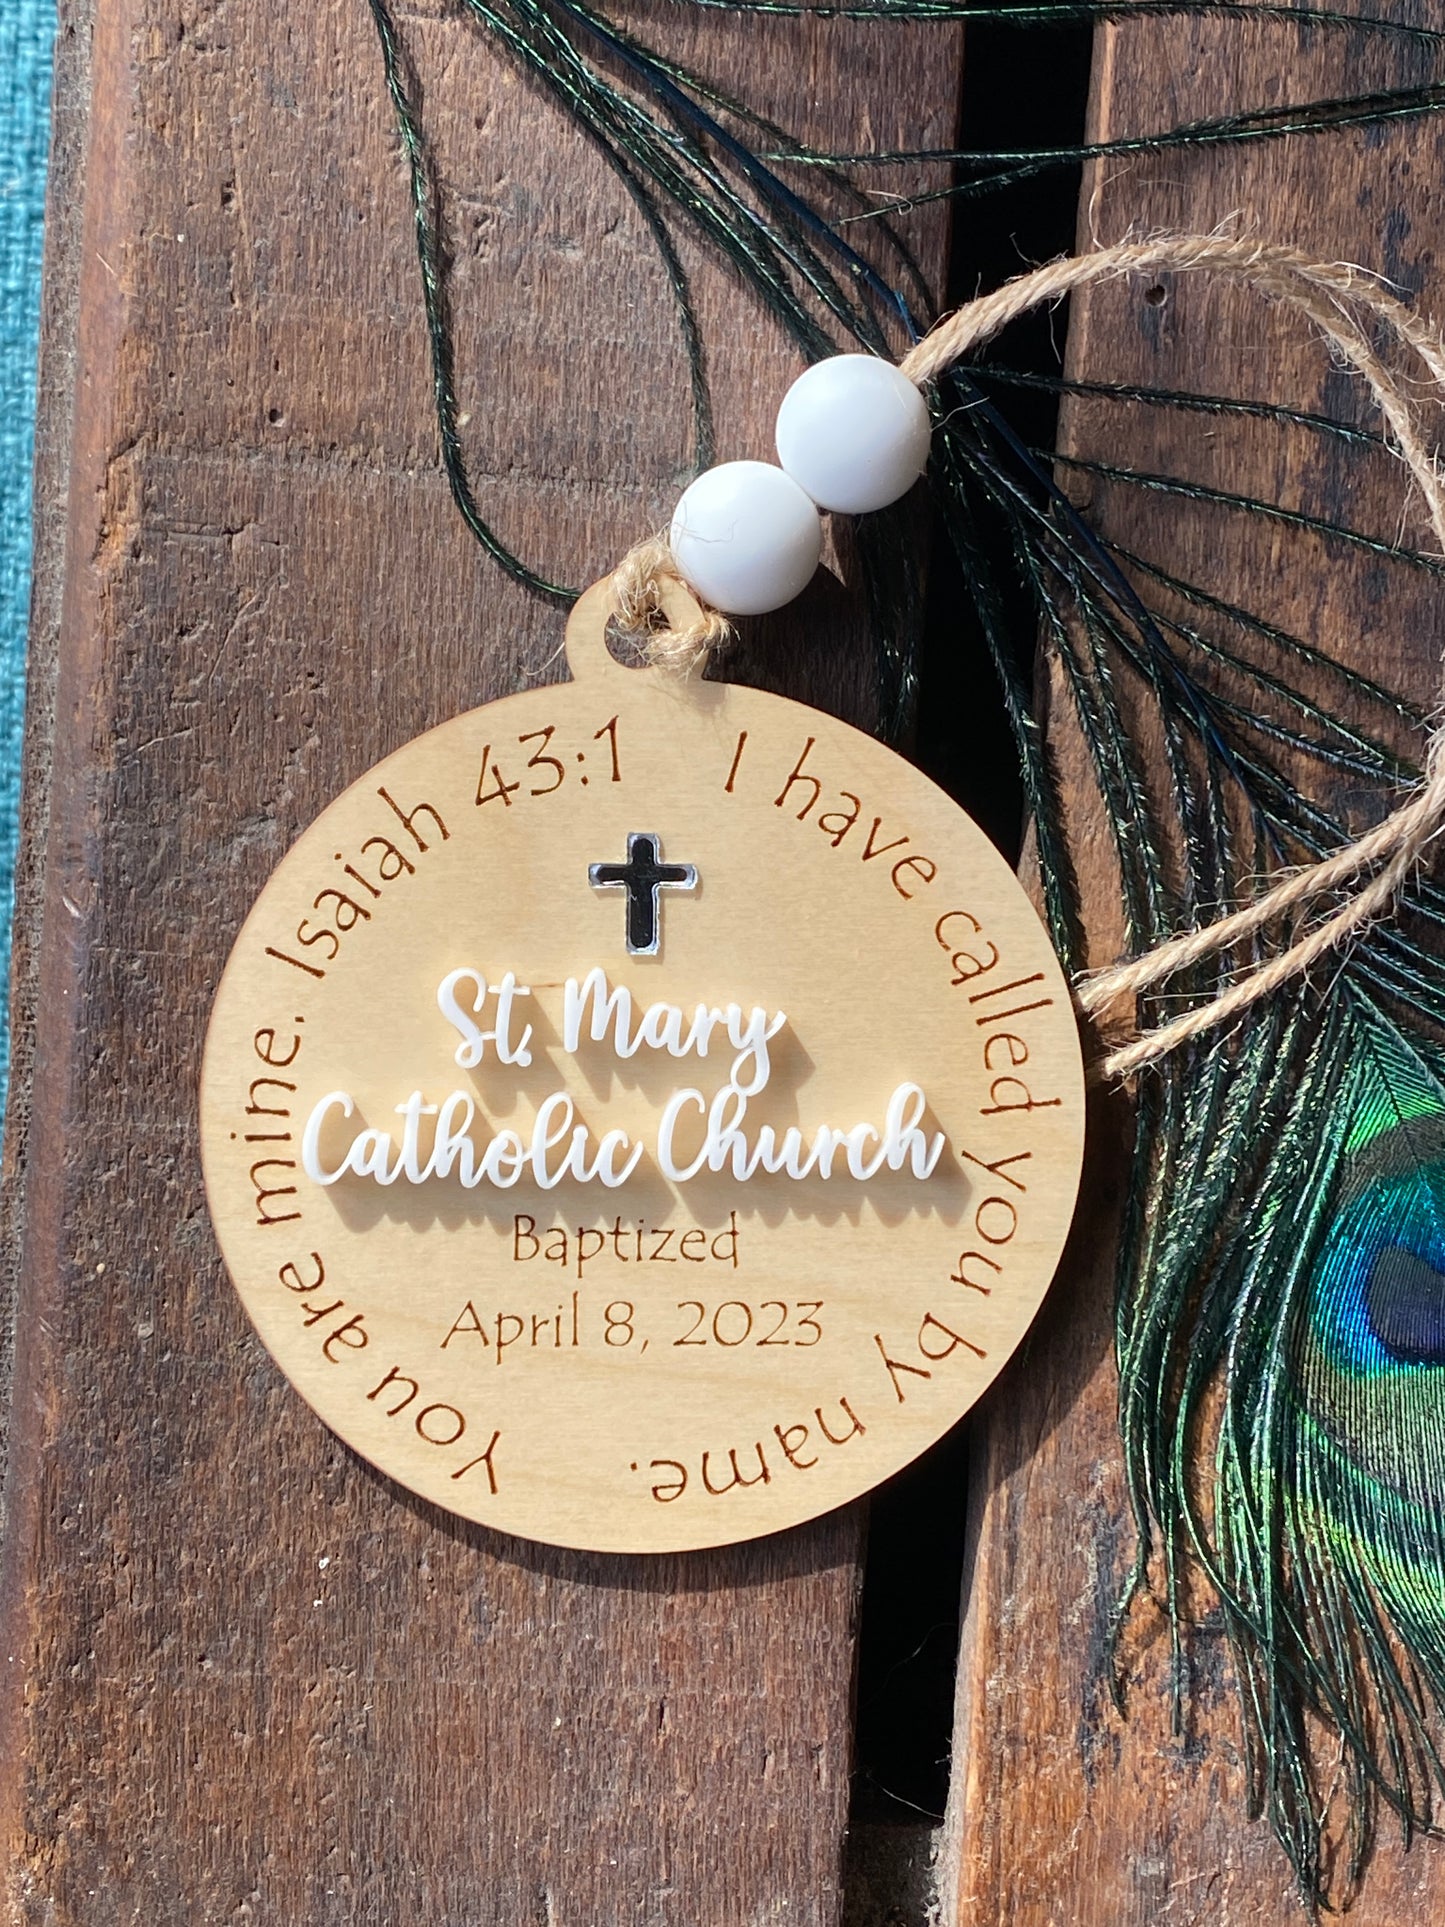 I have called you by name.
You are mine. Isaiah 43:1
St. Mary
Catholic Church
Baptized
April 8, 2023